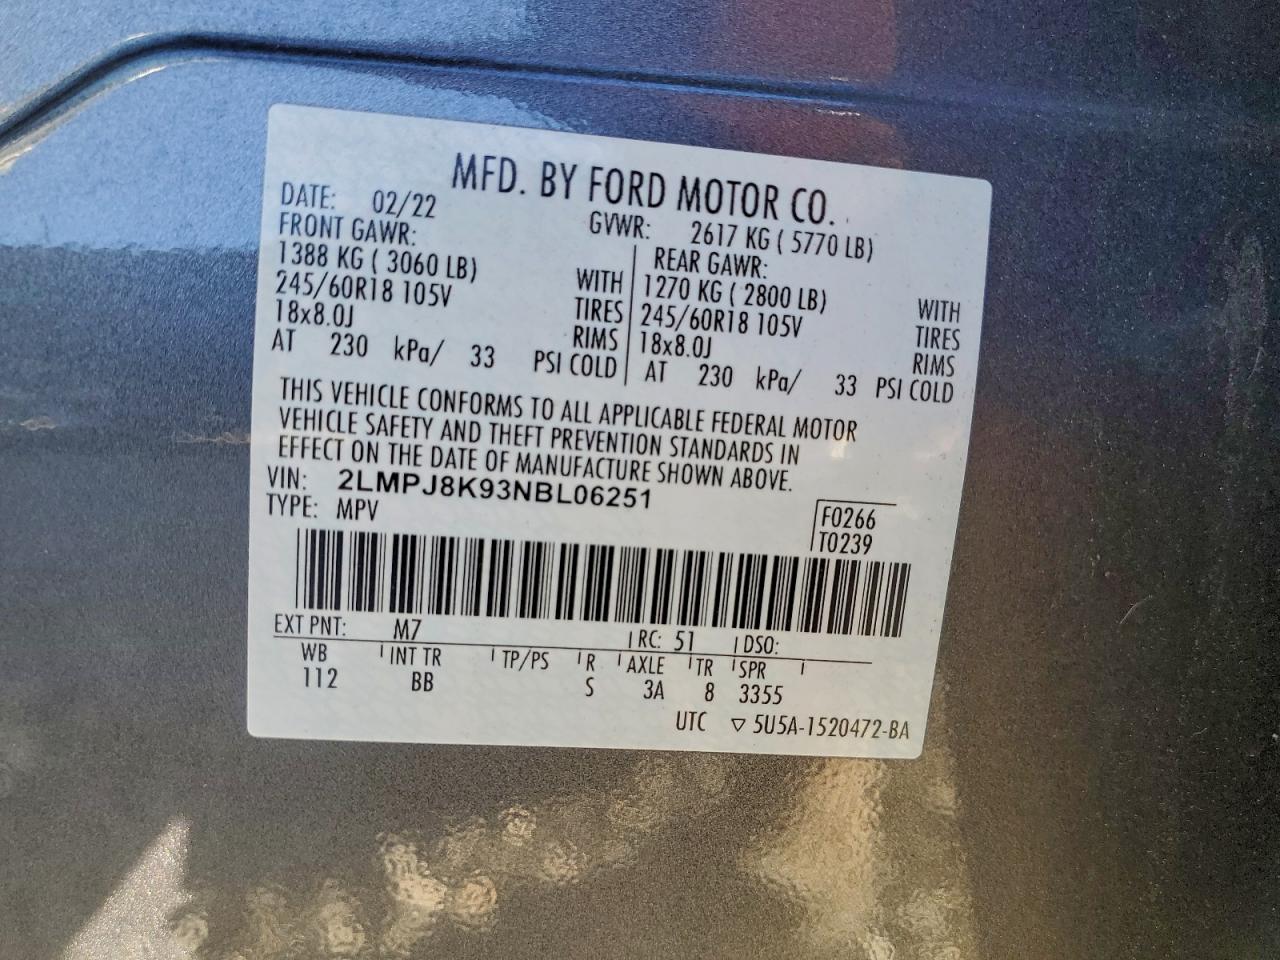 MFD. BY FORD MOTOR CO.
DATE: 02/22 GVWR: 2617 KG ( 5770 LB)
FRONT GAWR: REAR GAWR:
1388 KG ( 3060 LB) WITH 1270 KG ( 2800 LB) WITH
245/60R18 105V TIRES 245/60R18 105V TIRES
18x8.0J RIMS 18x8.0J RIMS
AT 230 kPa/ 33 PSI COLD AT 230 kPa/ 33 PSI COLD
THIS VEHICLE CONFORMS TO ALL APPLICABLE FEDERAL MOTOR
VEHICLE SAFETY AND THEFT PREVENTION STANDARDS IN
EFFECT ON THE DATE OF MANUFACTURE SHOWN ABOVE.
VIN: 2LMPJ8K93NBL06251
TYPE: MPV F0266
T0239
EXT PNT: M7 RC: 51 DSO:
WB INT TR TP/PS R AXLE TR SPR
112 BB S 3A 8 3355
UTC ▽ 5U5A-1520472-BA